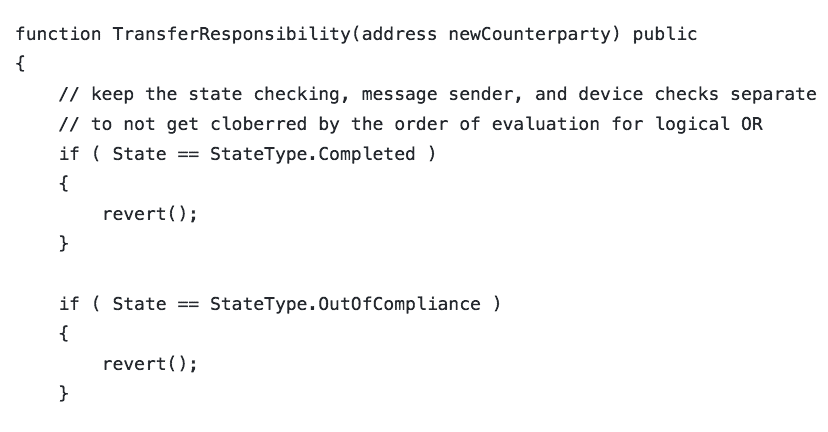 function TransferResponsibility(address newCounterparty) public
{
    // keep the state checking, message sender, and device checks separate
    // to not get cloberred by the order of evaluation for logical OR
    if ( State == StateType.Completed )
    {
        revert();
    }

    if ( State == StateType.OutOfCompliance )
    {
        revert();
    }